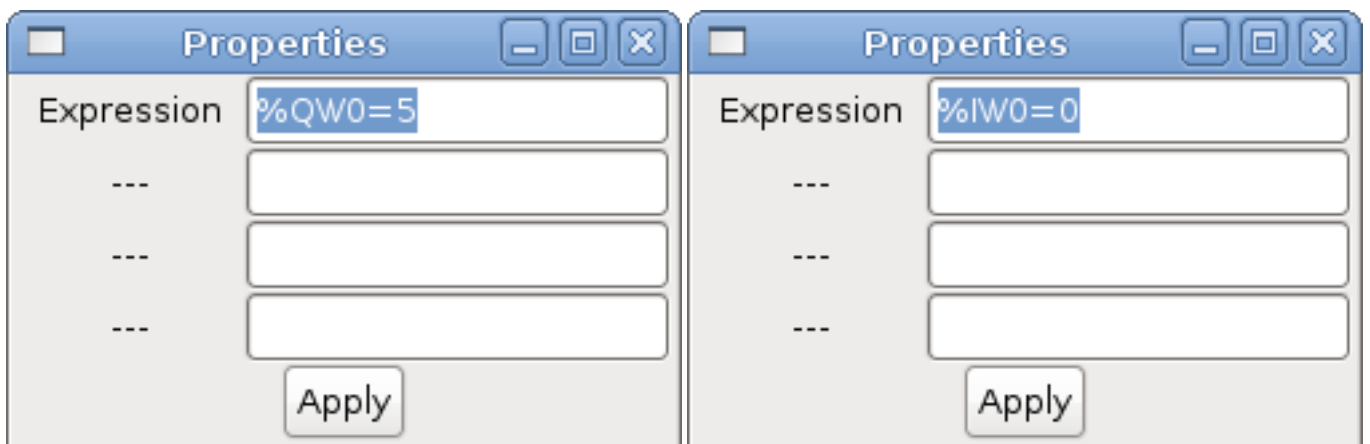 Properties
Expression %QW0=5
---
---
---
Apply
Properties
Expression %IW0=0
---
---
---
Apply